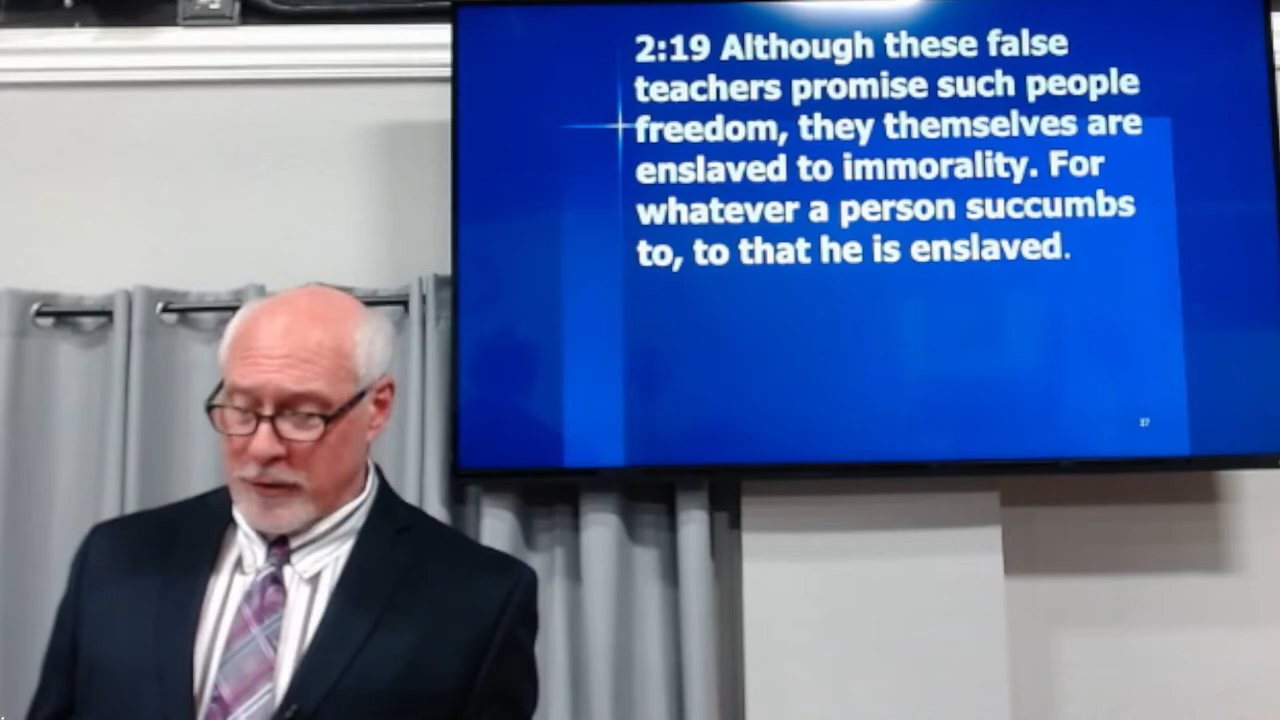 2:19 Although these false
teachers promise such people
freedom, they themselves are
enslaved to immorality. For
whatever a person succumbs
to, to that he is enslaved.